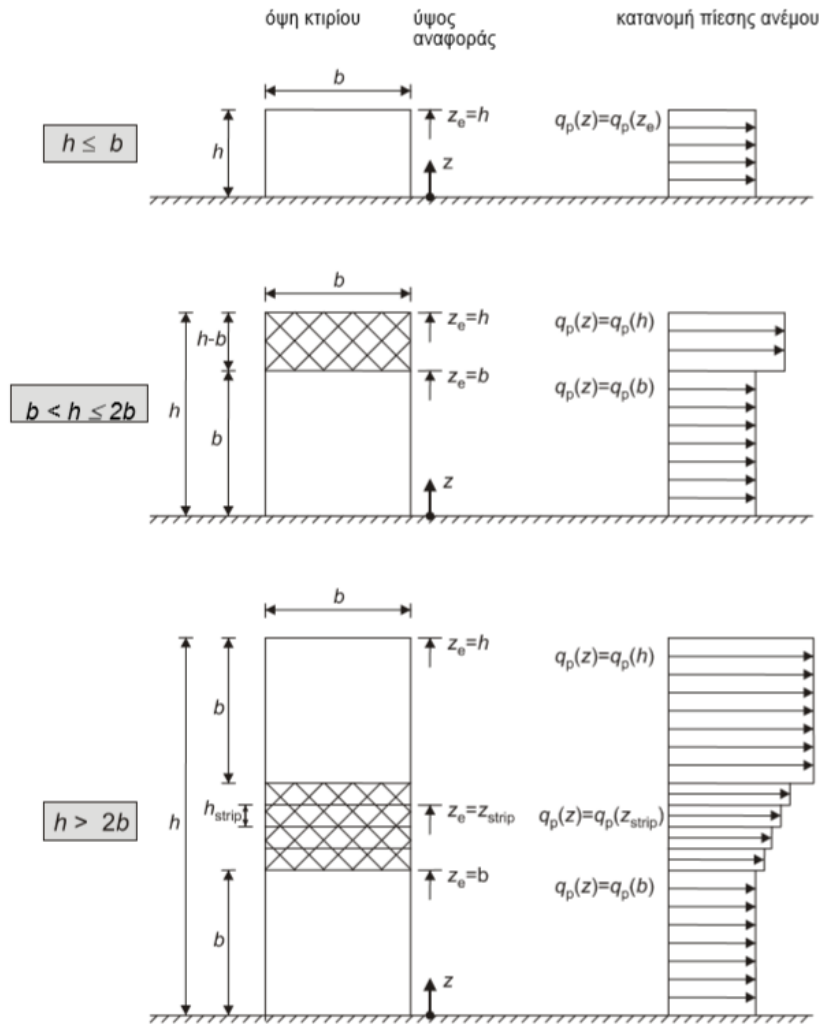 όψη κτιρίου ύψος αναφοράς κατανομή πίεσης ανέμου
b
h ≤ b
h
z_e=h
z
q_p(z)=q_p(z_e)
b
b < h ≤ 2b
h
h-b
b
z_e=h
z_e=b
z
q_p(z)=q_p(h)
q_p(z)=q_p(b)
b
h > 2b
h
b
h_strip
b
z_e=h
z_e=z_strip
z_e=b
z
q_p(z)=q_p(h)
q_p(z)=q_p(z_strip)
q_p(z)=q_p(b)